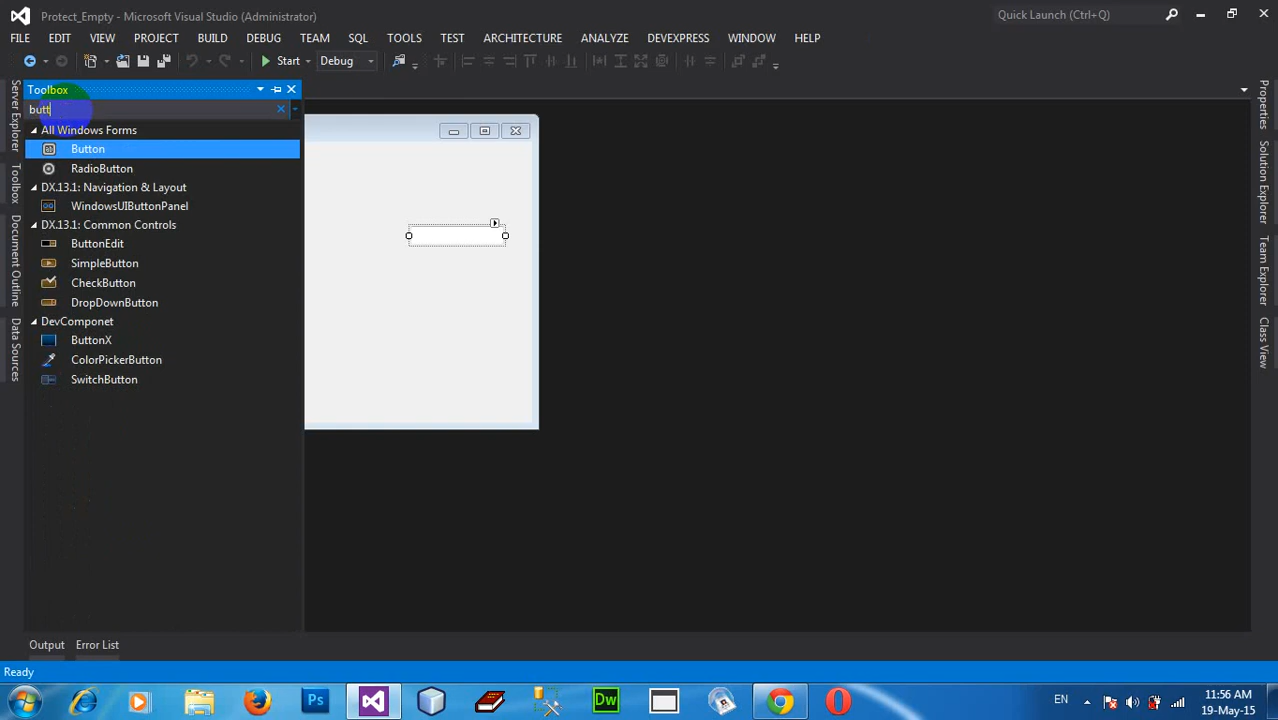 Protect_Empty - Microsoft Visual Studio (Administrator)
Quick Launch (Ctrl+Q)
FILE EDIT VIEW PROJECT BUILD DEBUG TEAM SQL TOOLS TEST ARCHITECTURE ANALYZE DEVEXPRESS WINDOW HELP
Start Debug
Toolbox
butt
All Windows Forms
Button
RadioButton
DX.13.1: Navigation & Layout
WindowsUIButtonPanel
DX.13.1: Common Controls
ButtonEdit
SimpleButton
CheckButton
DropDownButton
DevComponet
ButtonX
ColorPickerButton
SwitchButton
Server Explorer
Toolbox
Document Outline
Data Sources
Properties
Solution Explorer
Team Explorer
Class View
Output Error List
Ready
Ps
Dw
EN
11:56 AM
19-May-15